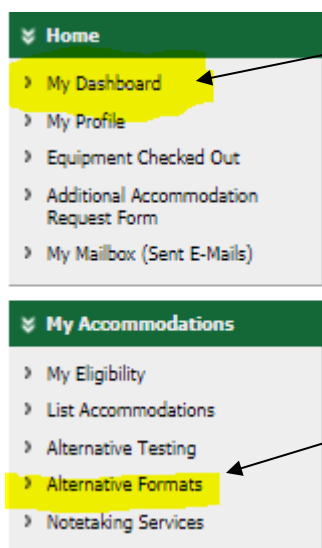 Home
My Dashboard
My Profile
Equipment Checked Out
Additional Accommodation
Request Form
My Mailbox (Sent E-Mails)
My Accommodations
My Eligibility
List Accommodations
Alternative Testing
Alternative Formats
Notetaking Services